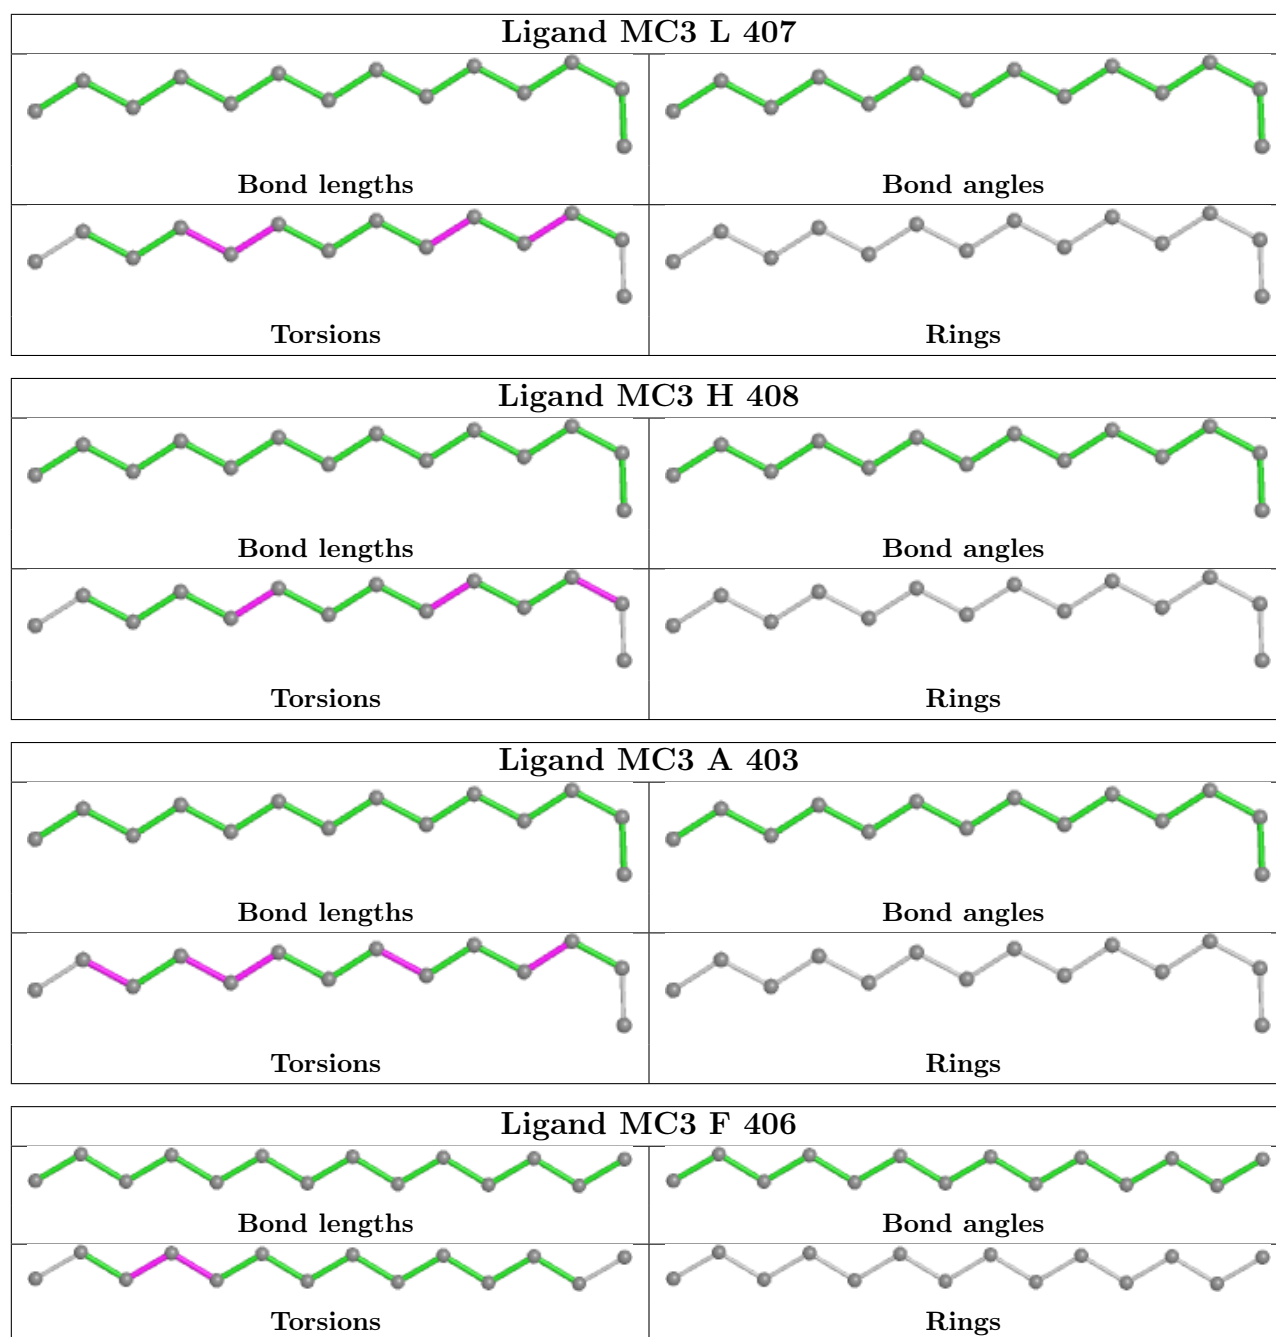 Ligand MC3 L 407
Bond lengths Bond angles
Torsions Rings
Ligand MC3 H 408
Bond lengths Bond angles
Torsions Rings
Ligand MC3 A 403
Bond lengths Bond angles
Torsions Rings
Ligand MC3 F 406
Bond lengths Bond angles
Torsions Rings